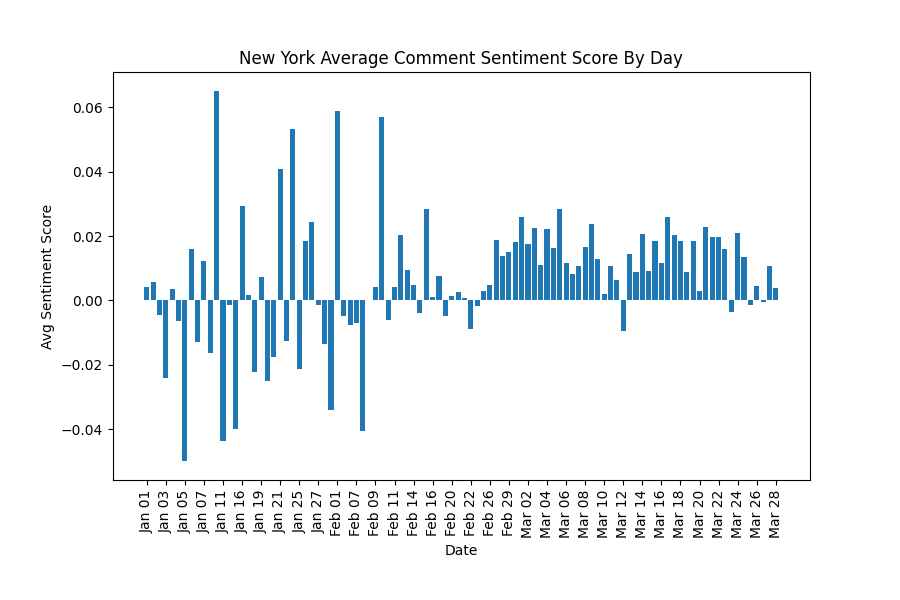 New York Average Comment Sentiment Score By Day
Avg Sentiment Score
0.06
0.04
0.02
0.00
−0.02
−0.04
Jan 01
Jan 03
Jan 05
Jan 07
Jan 11
Jan 16
Jan 19
Jan 21
Jan 25
Jan 27
Feb 01
Feb 07
Feb 09
Feb 11
Feb 14
Feb 16
Feb 20
Feb 22
Feb 26
Feb 29
Mar 02
Mar 04
Mar 06
Mar 08
Mar 10
Mar 12
Mar 14
Mar 16
Mar 18
Mar 20
Mar 22
Mar 24
Mar 26
Mar 28
Date